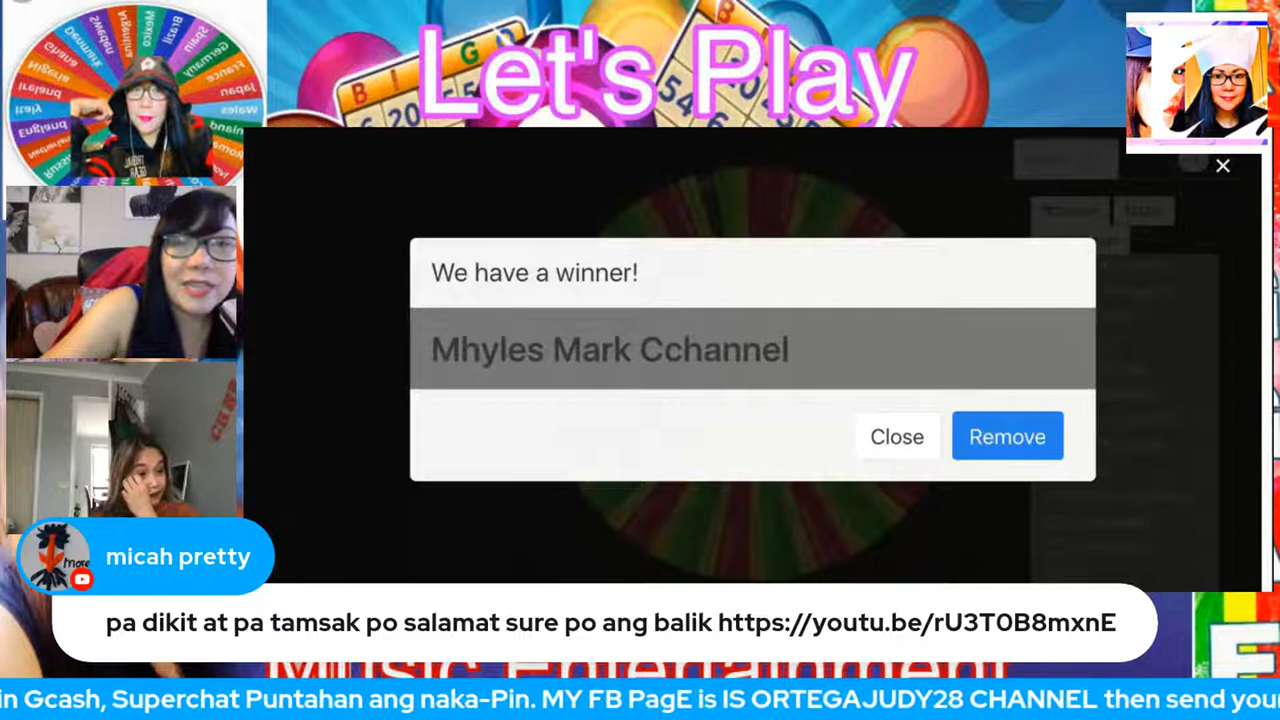 Let's Play
We have a winner!
Mhyles Mark Cchannel
Close Remove
micah pretty
pa dikit at pa tamsak po salamat sure po ang balik https://youtu.be/rU3T0B8mxnE
in Gcash, Superchat Puntahan ang naka-Pin. MY FB PagE is IS ORTEGAJUDY28 CHANNEL then send your